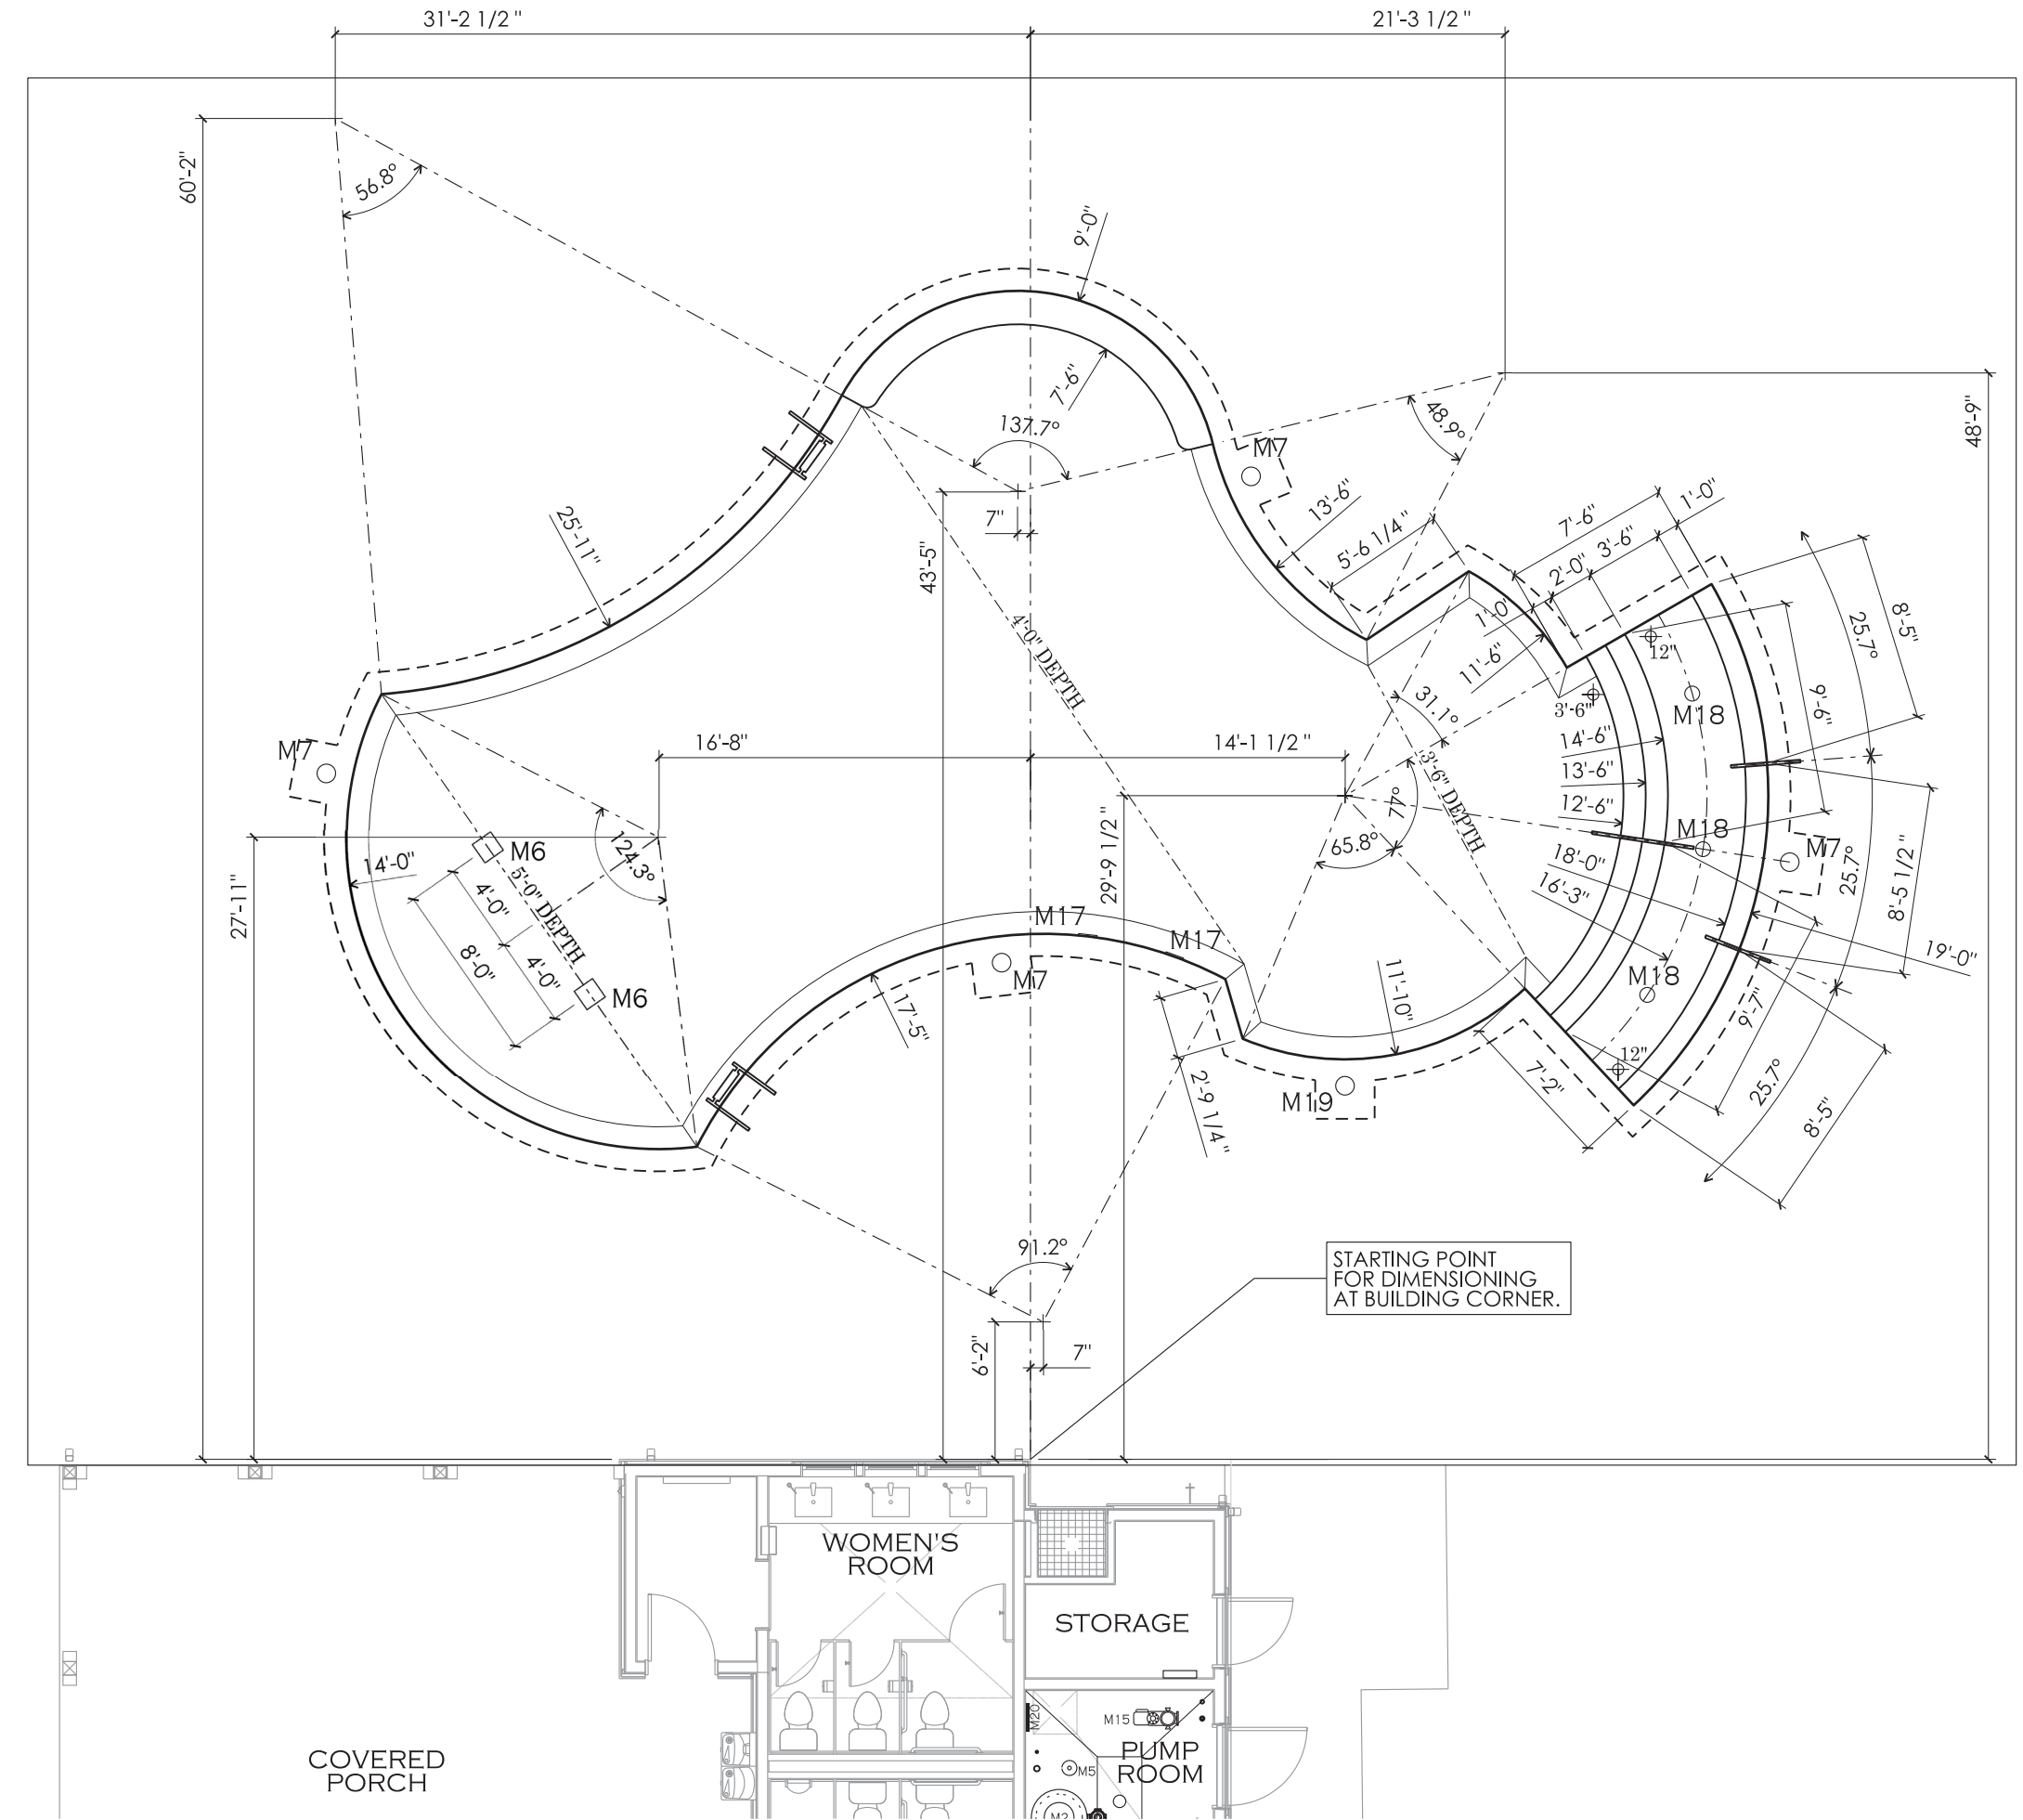 31'-2 1/2"
21'-3 1/2"
60'-2"
56.8°
9'-0"
7'-6"
137.7°
48.9°
48'-9"
M7
13'-6"
5'-6 1/4"
7'-6"
1'-0"
3'-6"
2'-0"
1'-0"
25'-11"
7"
43'-5"
4'-0" DEPTH
11'-6"
12"
25.7°
8'-5"
3'-6"
M18
9'-6"
31.1°
M7
16'-8"
14'-1 1/2"
14'-6"
13'-6"
12'-6"
3'-6" DEPTH
77°
65.8°
M18
M7
124.3°
M6
14'-0"
5'-0" DEPTH
4'-0"
8'-0"
4'-0"
M6
27'-11"
29'-9 1/2"
18'-0"
16'-3"
25.7°
8'-5 1/2"
19'-0"
M17
M17
M7
17'-5"
11'-10"
M18
9'-7"
12"
7'-2"
25.7°
8'-5"
M19
2'-9 1/4"
91.2°
6'-2"
7"
STARTING POINT
FOR DIMENSIONING
AT BUILDING CORNER.
WOMEN'S
ROOM
STORAGE
M20
M15
PUMP
ROOM
M5
M2
COVERED
PORCH